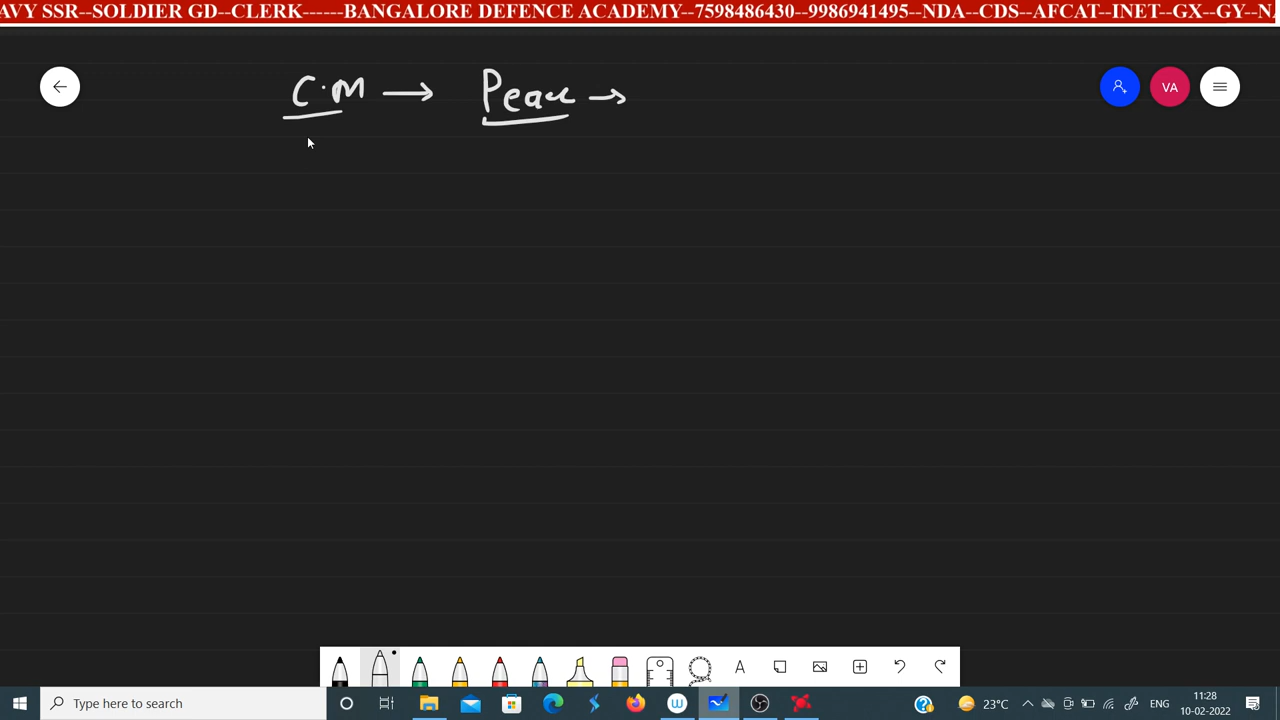 AVY SSR--SOLDIER GD--CLERK------BANGALORE DEFENCE ACADEMY--7598486430--9986941495--NDA--CDS--AFCAT--INET--GX--GY--NA
C.M → Peace →
VA
A
Type here to search
23°C
ENG
11:28
10-02-2022